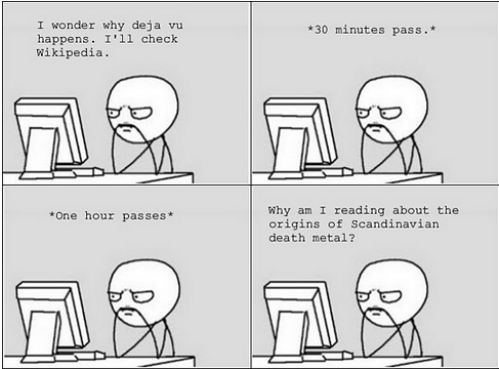 I wonder why deja vu
happens. I'll check
Wikipedia.
*30 minutes pass.*
*One hour passes*
Why am I reading about the
origins of Scandinavian
death metal?